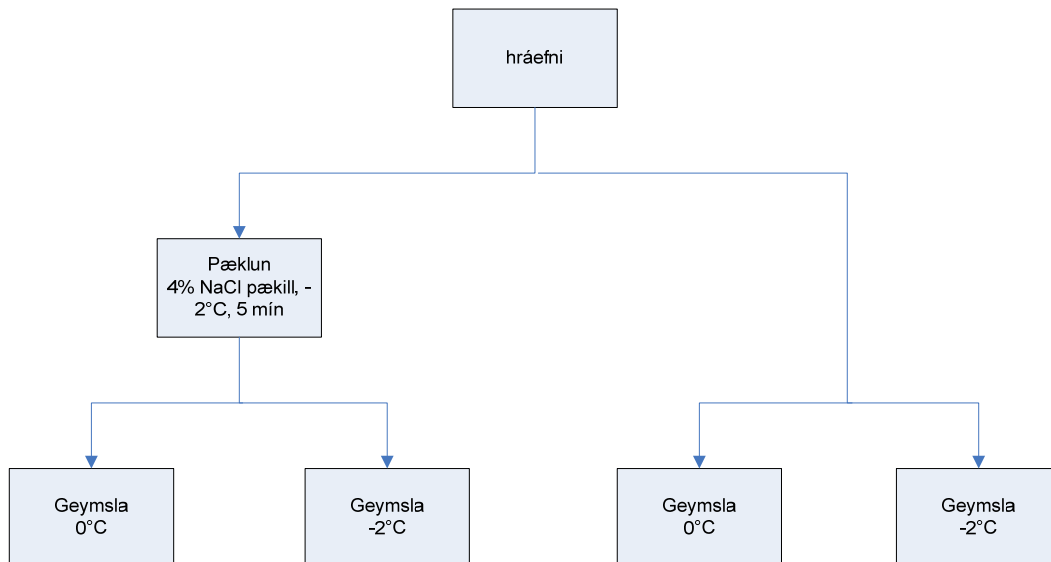 hráefni
Pæklun
4% NaCl pækill, -
2°C, 5 mín
Geymsla
0°C
Geymsla
-2°C
Geymsla
0°C
Geymsla
-2°C